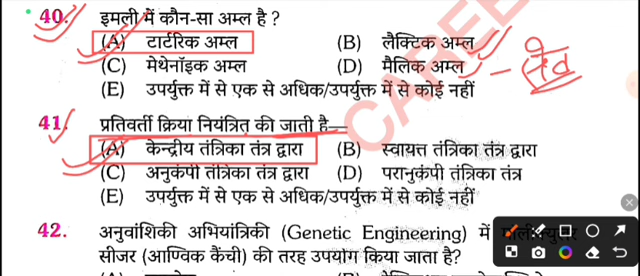 40. इमली में कौन-सा अम्ल है ?
(A) टार्टरिक अम्ल (B) लैक्टिक अम्ल
(C) मेथेनॉइक अम्ल (D) मैलिक अम्ल - सेव
(E) उपर्युक्त में से एक से अधिक/उपर्युक्त में से कोई नहीं
41. प्रतिवर्ती क्रिया नियंत्रित की जाती है—
(A) केन्द्रीय तंत्रिका तंत्र द्वारा (B) स्वायत्त तंत्रिका तंत्र द्वारा
(C) अनुकंपी तंत्रिका तंत्र द्वारा (D) परानुकंपी तंत्रिका तंत्र
(E) उपर्युक्त में से एक से अधिक/उपर्युक्त में से कोई नहीं
42. अनुवांशिकी अभियांत्रिकी (Genetic Engineering) में
सीजर (आण्विक कैंची) की तरह उपयोग किया जाता है?
CAREER